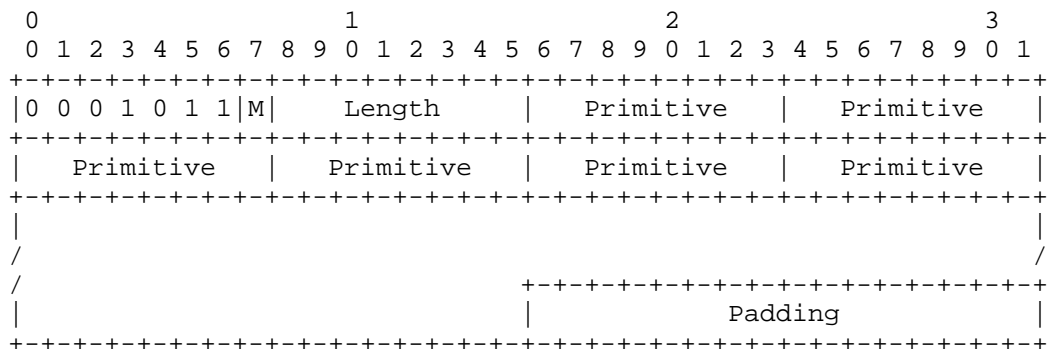 0                   1                   2                   3
 0 1 2 3 4 5 6 7 8 9 0 1 2 3 4 5 6 7 8 9 0 1 2 3 4 5 6 7 8 9 0 1
+-+-+-+-+-+-+-+-+-+-+-+-+-+-+-+-+-+-+-+-+-+-+-+-+-+-+-+-+-+-+-+-+
|0 0 0 1 0 1 1|M|    Length     |   Primitive   |   Primitive   |
+-+-+-+-+-+-+-+-+-+-+-+-+-+-+-+-+-+-+-+-+-+-+-+-+-+-+-+-+-+-+-+-+
|   Primitive   |   Primitive   |   Primitive   |   Primitive   |
+-+-+-+-+-+-+-+-+-+-+-+-+-+-+-+-+-+-+-+-+-+-+-+-+-+-+-+-+-+-+-+-+
|                                                               |
/                                                               /
/                               +-+-+-+-+-+-+-+-+-+-+-+-+-+-+-+-+
|                               |            Padding            |
+-+-+-+-+-+-+-+-+-+-+-+-+-+-+-+-+-+-+-+-+-+-+-+-+-+-+-+-+-+-+-+-+